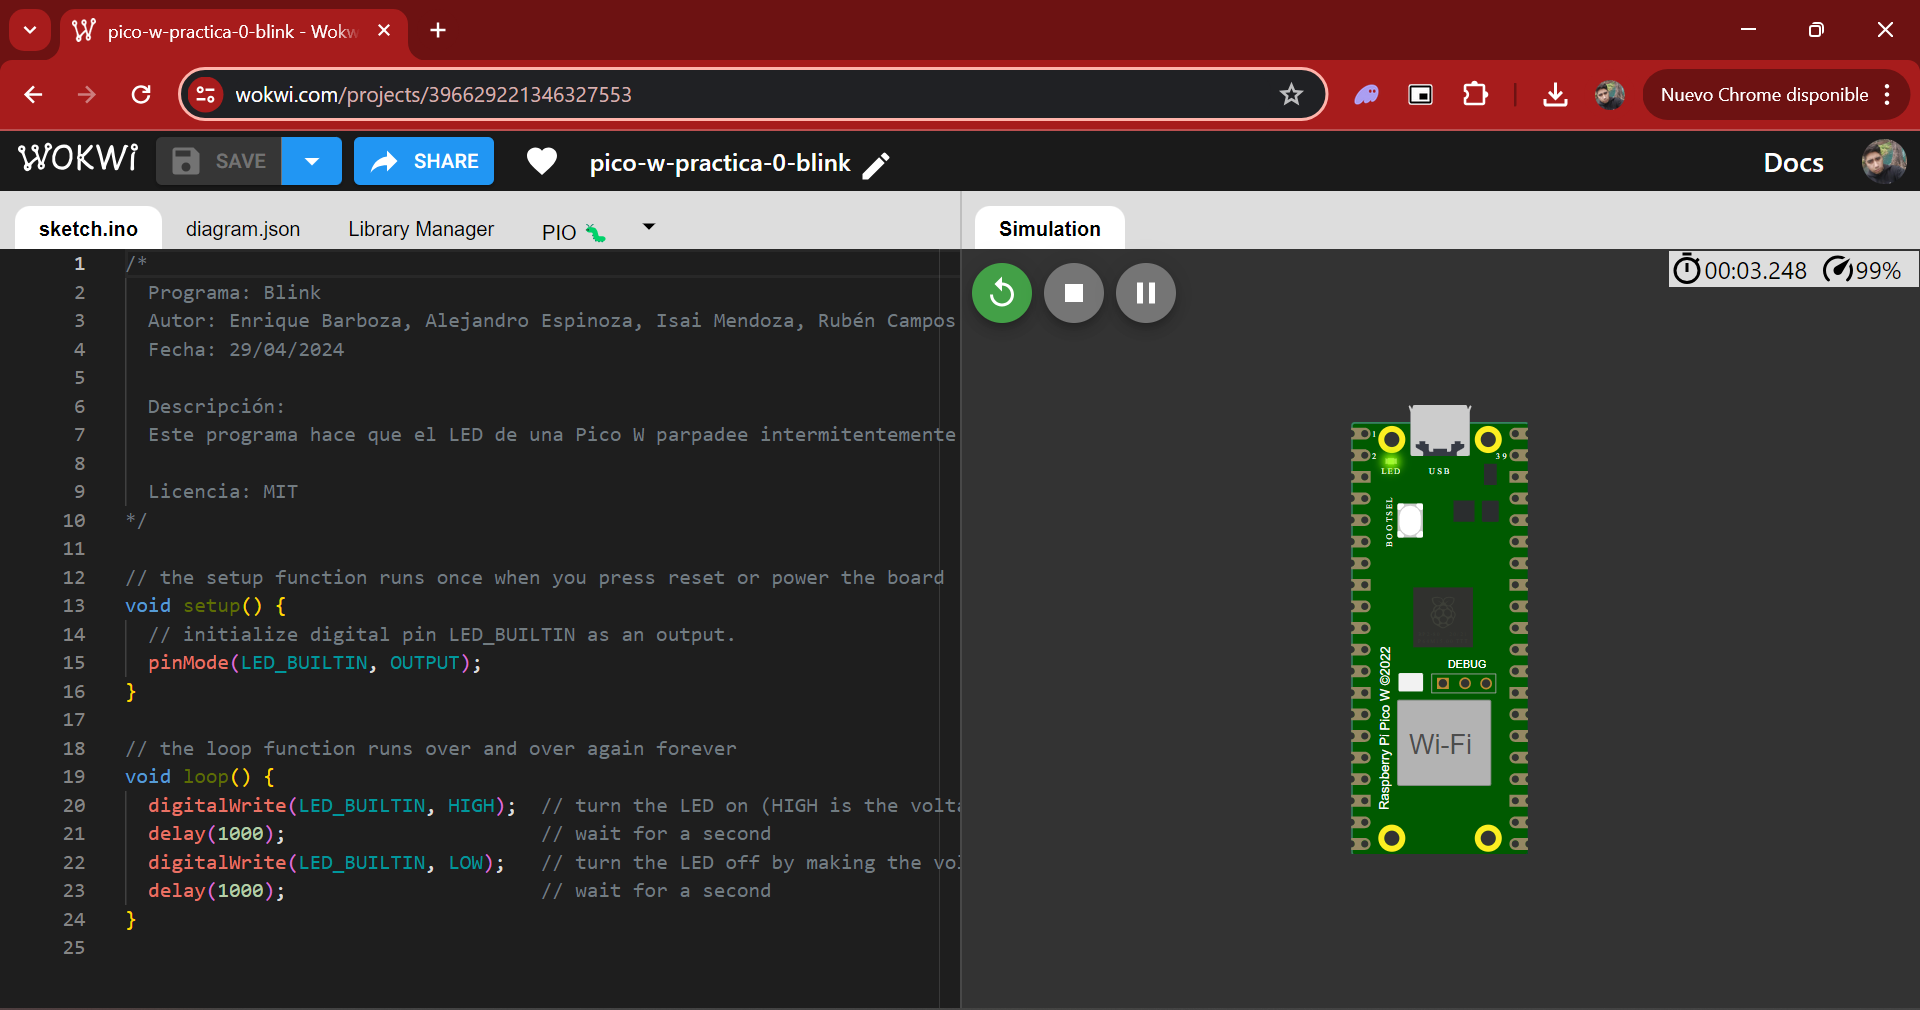 pico-w-practica-0-blink - Wokw
wokwi.com/projects/396629221346327553
Nuevo Chrome disponible
WOKWI
SAVE
SHARE
pico-w-practica-0-blink
Docs
sketch.ino
diagram.json
Library Manager
PIO
Simulation
00:03.248
99%
1 /*
2 Programa: Blink
3 Autor: Enrique Barboza, Alejandro Espinoza, Isai Mendoza, Rubén Campos
4 Fecha: 29/04/2024
5
6 Descripción:
7 Este programa hace que el LED de una Pico W parpadee intermitentemente
8
9 Licencia: MIT
10 */
11
12 // the setup function runs once when you press reset or power the board
13 void setup() {
14 // initialize digital pin LED_BUILTIN as an output.
15 pinMode(LED_BUILTIN, OUTPUT);
16 }
17
18 // the loop function runs over and over again forever
19 void loop() {
20 digitalWrite(LED_BUILTIN, HIGH); // turn the LED on (HIGH is the volta
21 delay(1000); // wait for a second
22 digitalWrite(LED_BUILTIN, LOW); // turn the LED off by making the vol
23 delay(1000); // wait for a second
24 }
25
1
2
39
LED
USB
BOOTSEL
DEBUG
Raspberry Pi Pico W ©2022
Wi-Fi